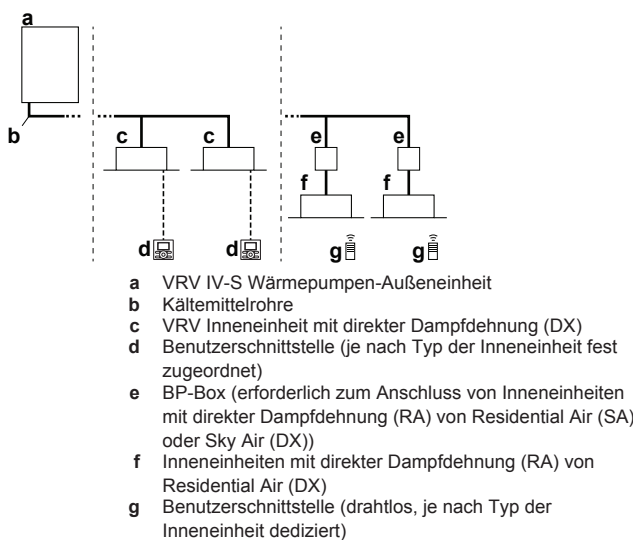 a
b
c c
e e
f f
d d
g g
a VRV IV-S Wärmepumpen-Außeneinheit
b Kältemittelrohre
c VRV Inneneinheit mit direkter Dampfdehnung (DX)
d Benutzerschnittstelle (je nach Typ der Inneneinheit fest
zugeordnet)
e BP-Box (erforderlich zum Anschluss von Inneneinheiten
mit direkter Dampfdehnung (RA) von Residential Air (SA)
oder Sky Air (DX))
f Inneneinheiten mit direkter Dampfdehnung (RA) von
Residential Air (DX)
g Benutzerschnittstelle (drahtlos, je nach Typ der
Inneneinheit dediziert)